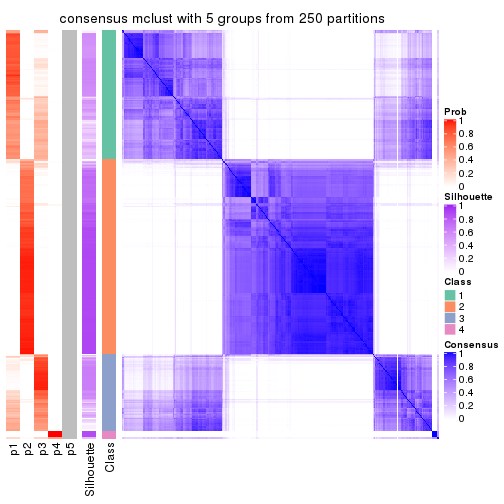 consensus mclust with 5 groups from 250 partitions
Prob
1
0.8
0.6
0.4
0.2
0
Silhouette
1
0.8
0.6
0.4
0.2
0
Class
1
2
3
4
Consensus
1
0.8
0.6
0.4
0.2
0
p1
p2
p3
p4
p5
Silhouette
Class